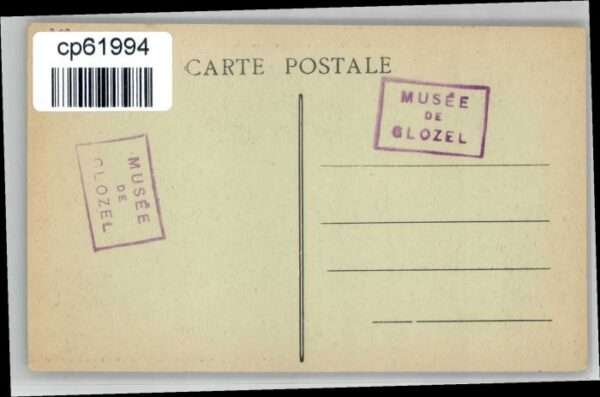 cp61994
CARTE POSTALE
MUSÉE
DE
GLOZEL
MUSÉE
DE
GLOZEL